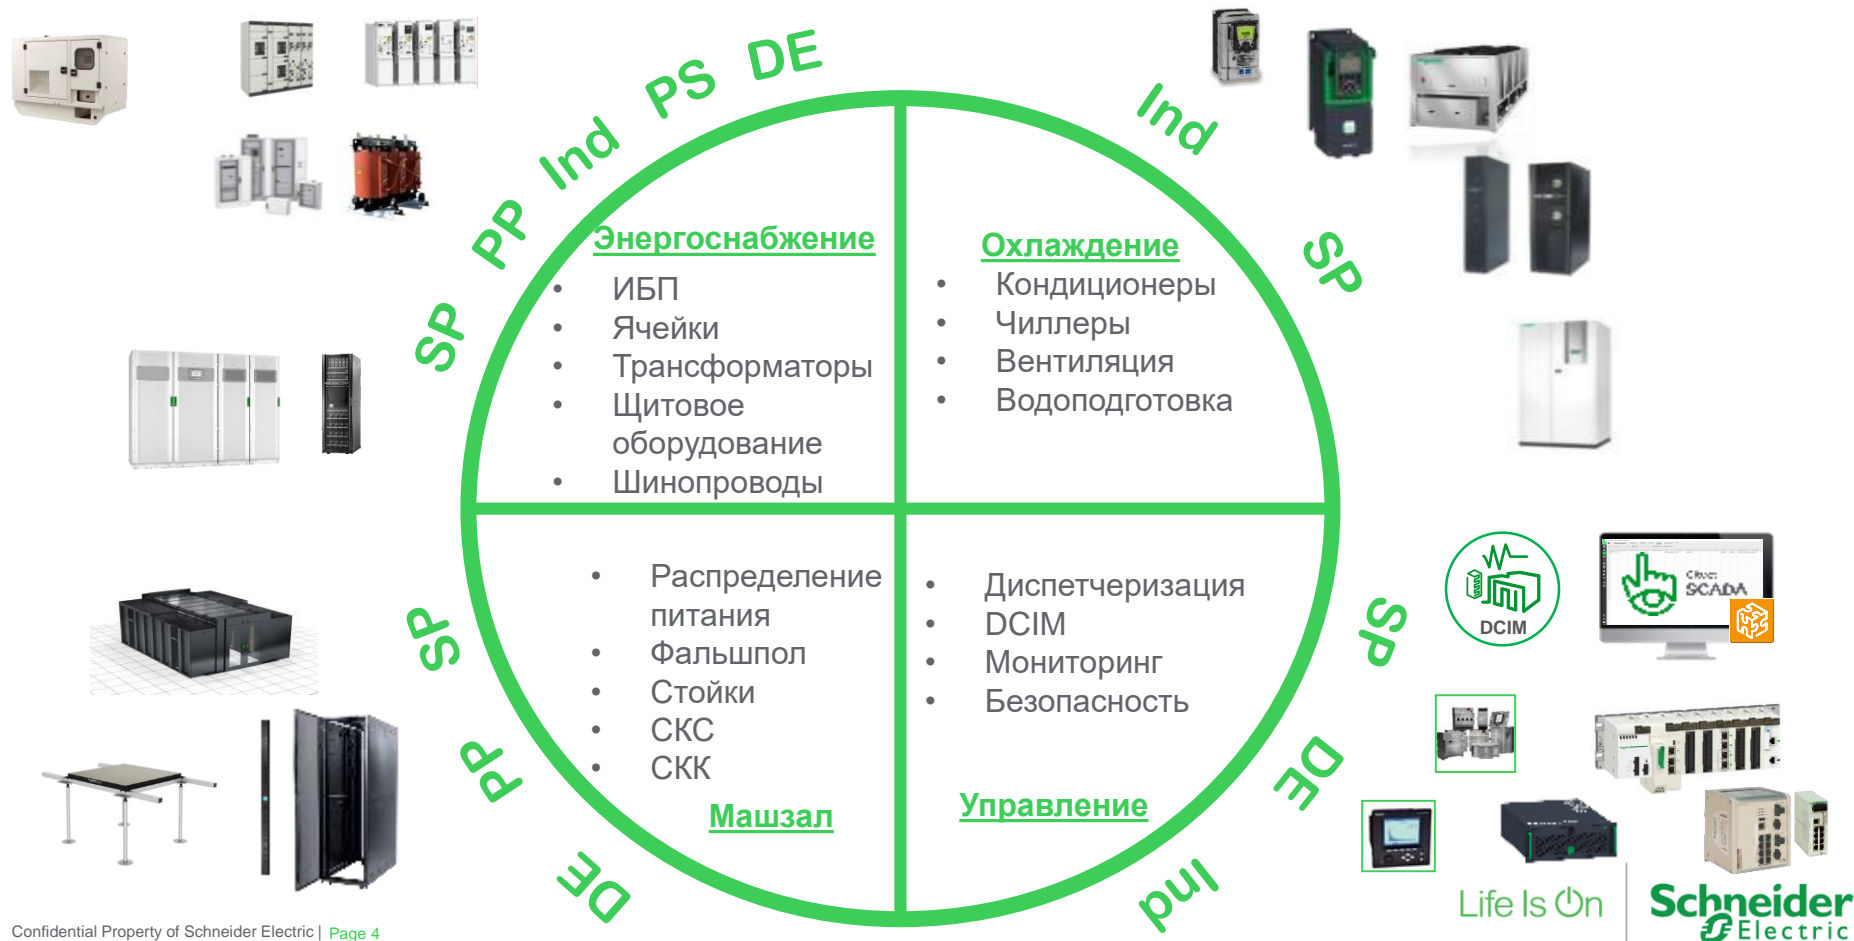 SP
PP
Ind
PS
DE
Энергоснабжение
• ИБП
• Ячейки
• Трансформаторы
• Щитовое
оборудование
• Шинопроводы
Ind
SP
Охлаждение
• Кондиционеры
• Чиллеры
• Вентиляция
• Водоподготовка
SP
PP
DE
• Распределение
питания
• Фальшпол
• Стойки
• СКС
• СКК
Машзал
SP
DE
Ind
• Диспетчеризация
• DCIM
• Мониторинг
• Безопасность
Управление
DCIM
SCADA
Life Is On
Schneider
Electric
Confidential Property of Schneider Electric | Page 4